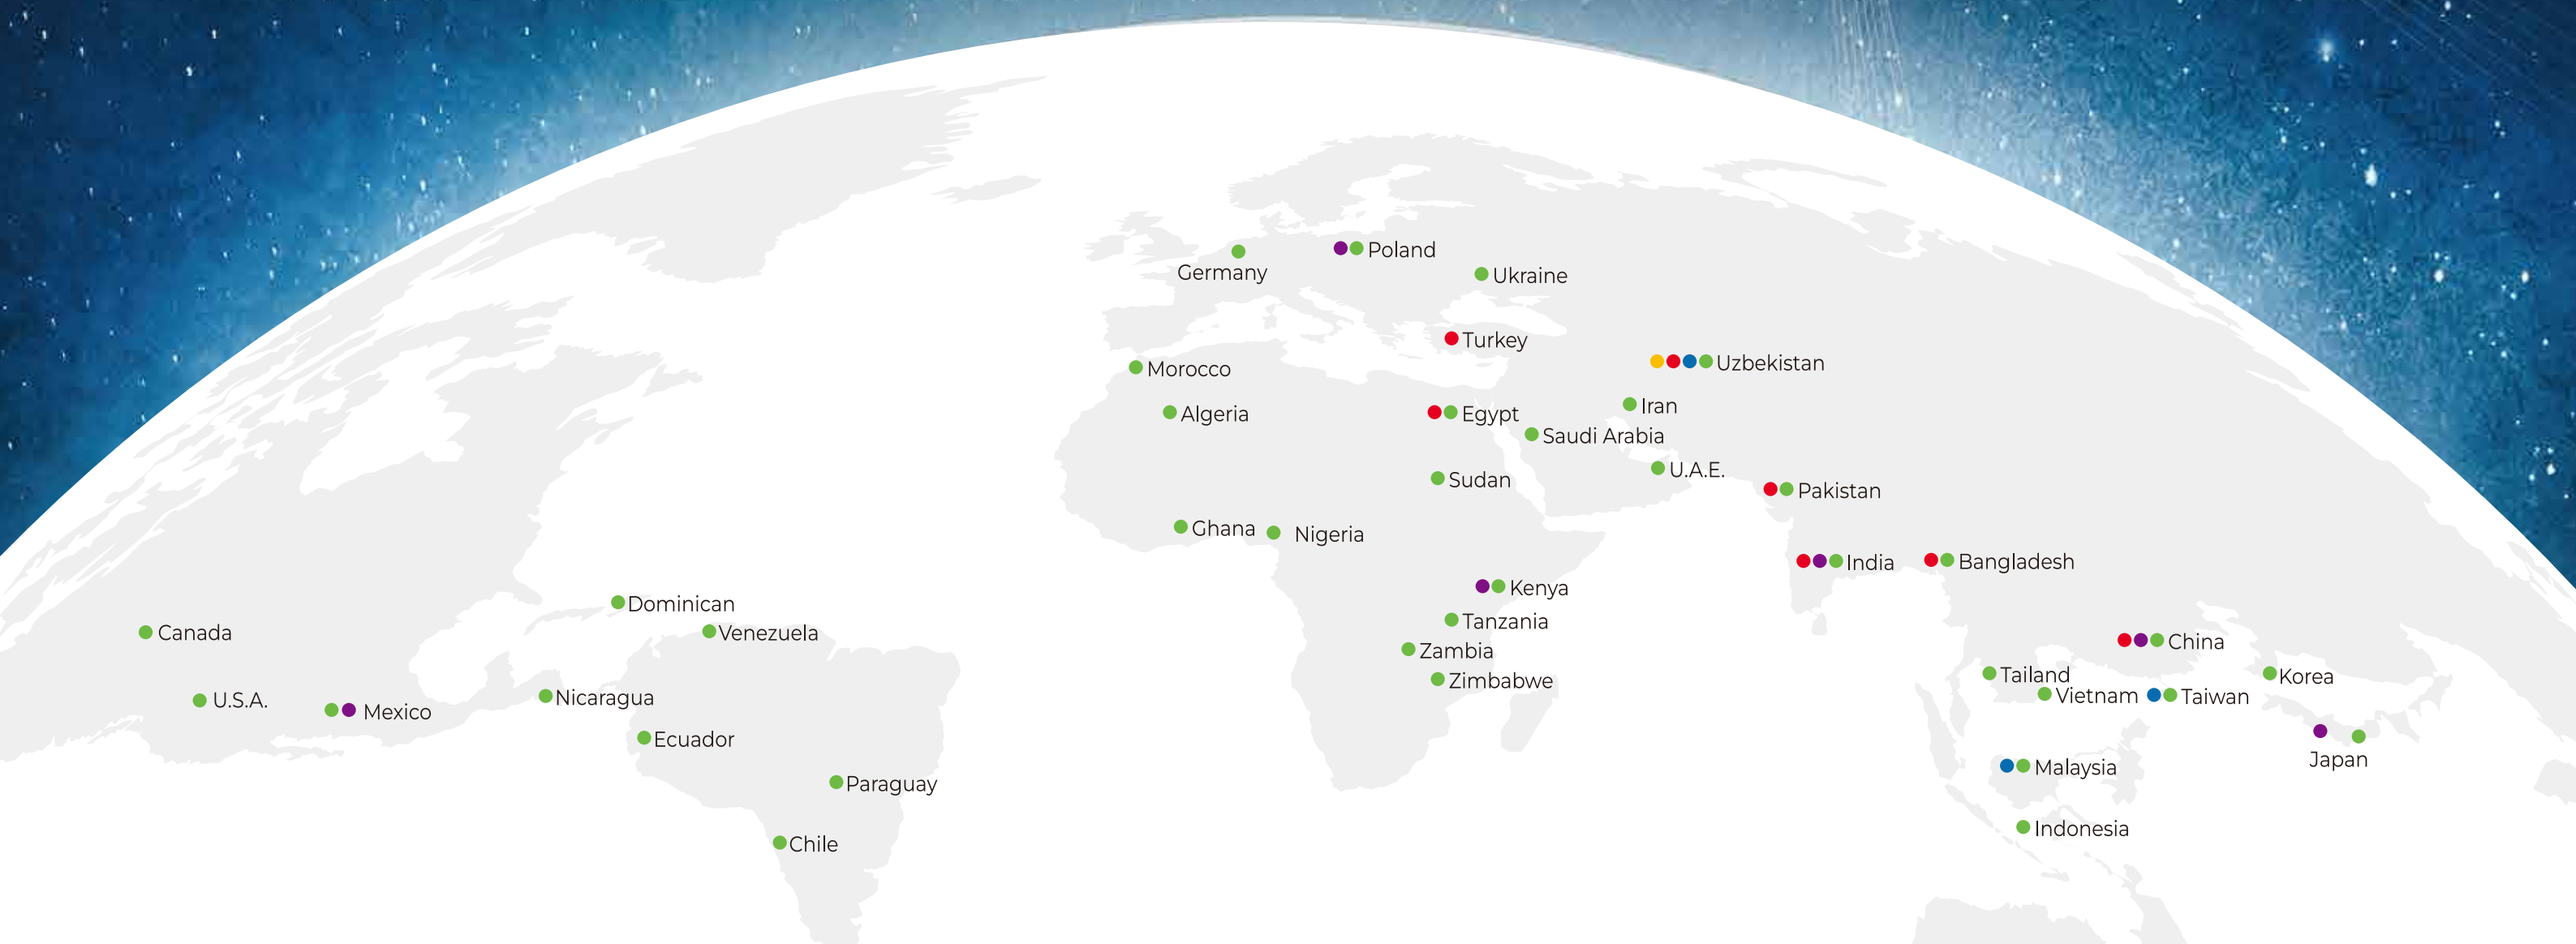 Poland
Germany
Ukraine
Turkey
Uzbekistan
Morocco
Iran
Algeria
Egypt
Saudi Arabia
U.A.E.
Sudan
Pakistan
Ghana
Nigeria
India
Bangladesh
Kenya
Dominican
Tanzania
Canada
Venezuela
China
Zambia
Tailand
Korea
Zimbabwe
Vietnam
Taiwan
Nicaragua
U.S.A.
Mexico
Ecuador
Japan
Malaysia
Paraguay
Indonesia
Chile